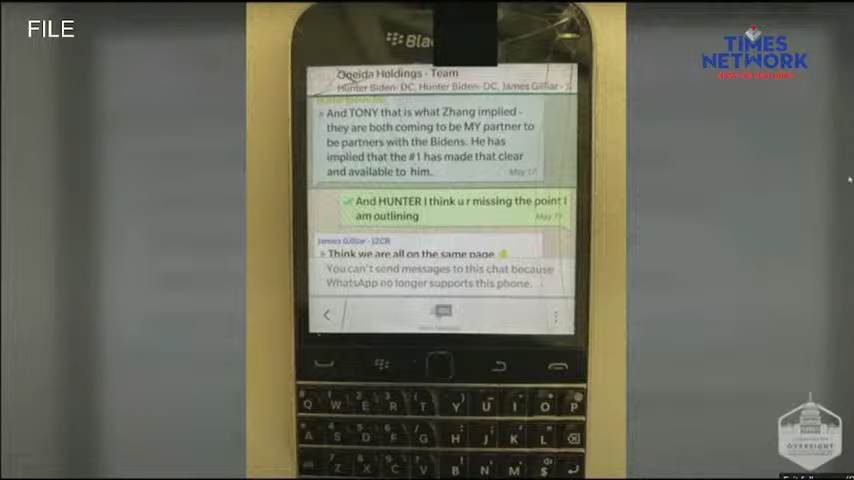 FILE
TIMES
NETWORK
Oneida Holdings - Team
Hunter Biden- DC, Hunter Biden- DC, James Gilliar - J
» And TONY that is what Zhang implied -
they are both coming to be MY partner to
be partners with the Bidens. He has
implied that the #1 has made that clear
and available to him.
May 17
And HUNTER I think u r missing the point I
am outlining
James Gilliar - J2CR
» Think we are all on the same page
You can't send messages to this chat because
WhatsApp no longer supports this phone.
Q W E R T Y U I O P
A S D F G H J K L
Z X C V B N M $
OVERSIGHT